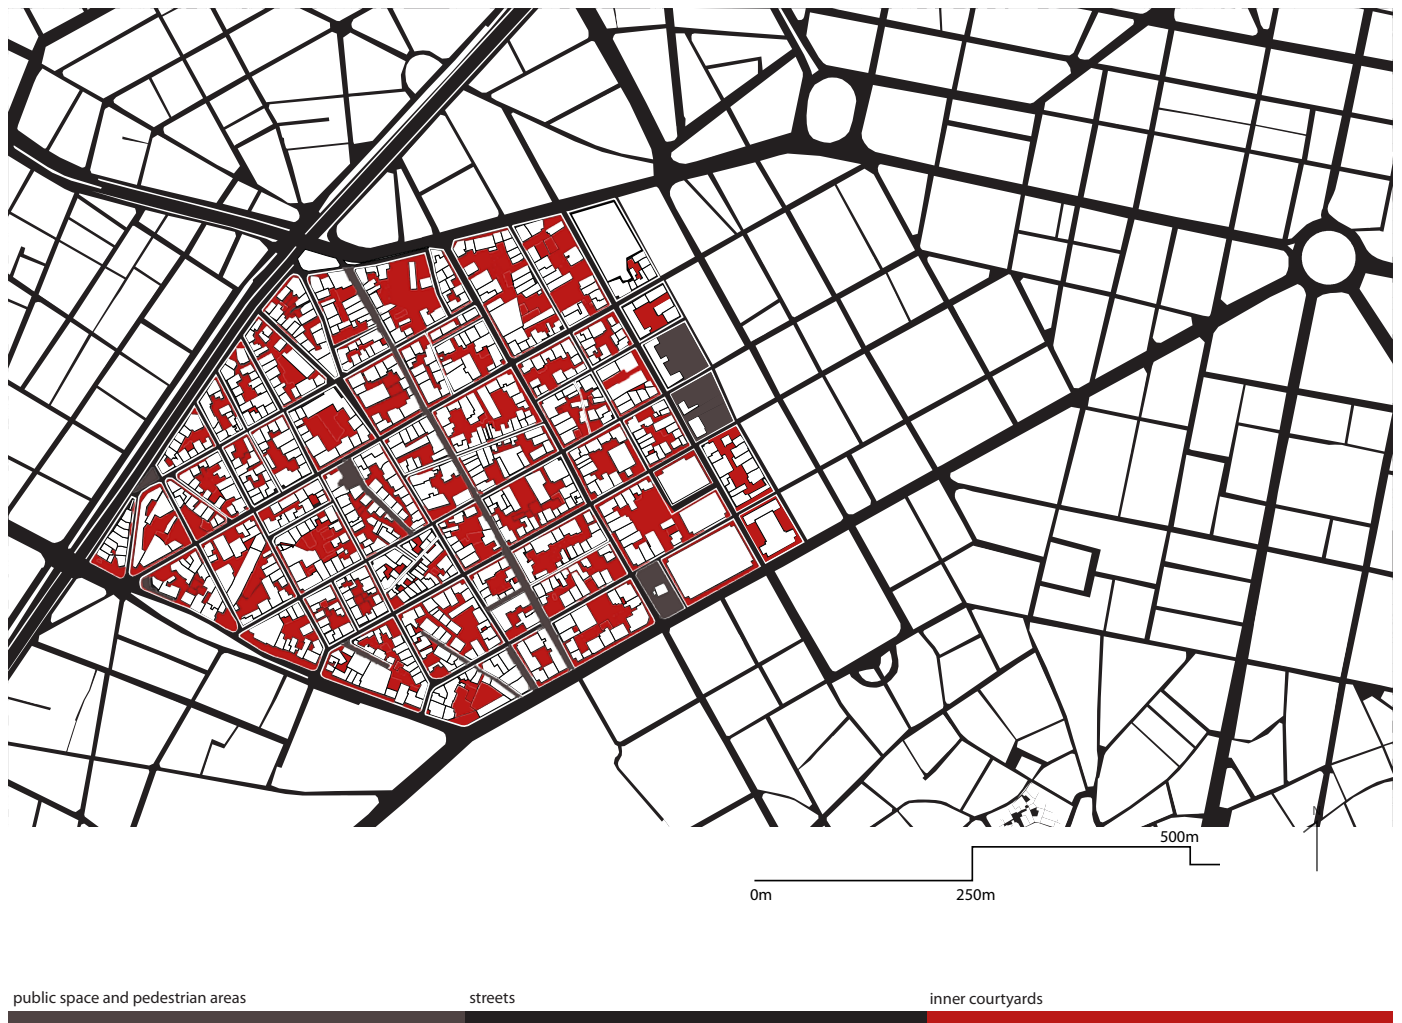 N
500m
0m
250m
public space and pedestrian areas
streets
inner courtyards